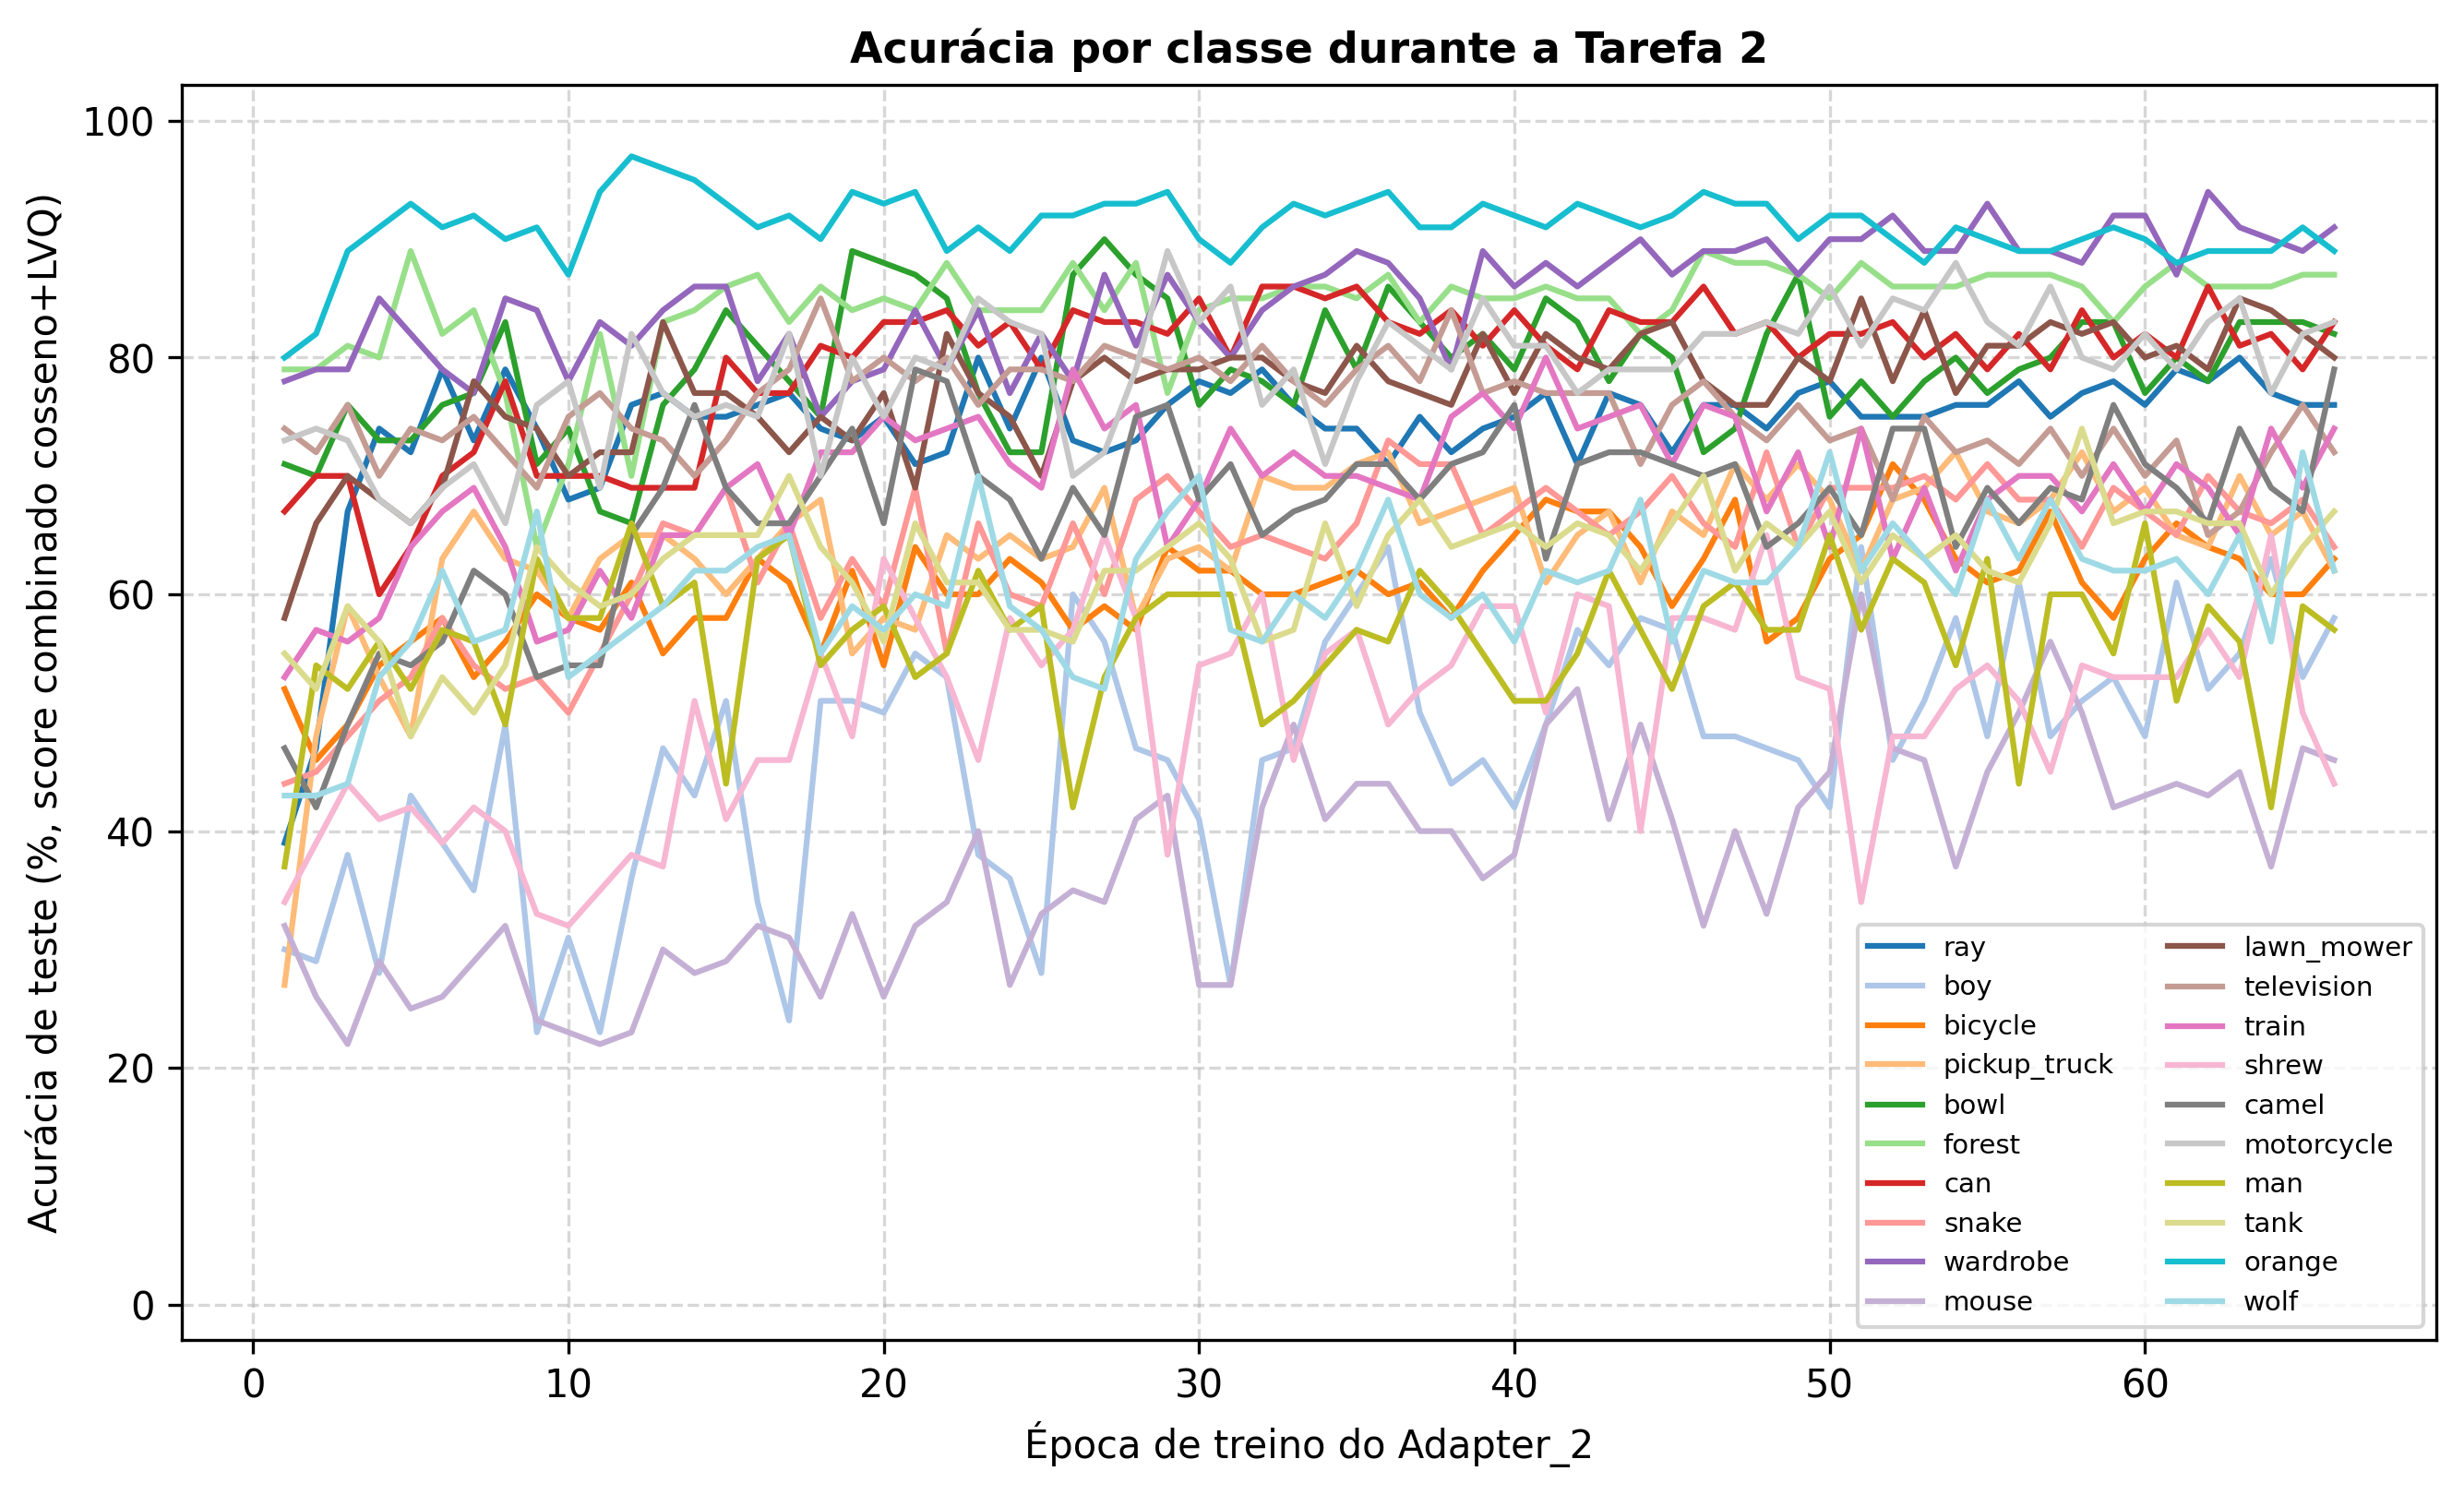 Acurácia por classe durante a Tarefa 2
Acurácia de teste (%, score combinado cosseno+LVQ)
100
80
60
40
20
0
0 10 20 30 40 50 60
Época de treino do Adapter_2
ray
boy
bicycle
pickup_truck
bowl
forest
can
snake
wardrobe
mouse
lawn_mower
television
train
shrew
camel
motorcycle
man
tank
orange
wolf